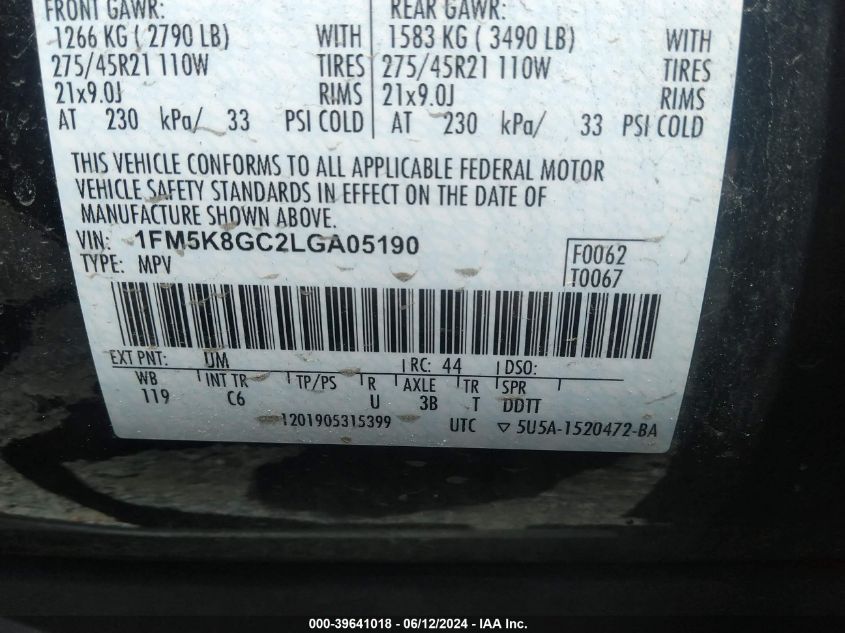 FRONT GAWR: REAR GAWR:
1266 KG ( 2790 LB) WITH 1583 KG ( 3490 LB) WITH
275/45R21 110W TIRES 275/45R21 110W TIRES
21x9.0J RIMS 21x9.0J RIMS
AT 230 kPa/ 33 PSI COLD AT 230 kPa/ 33 PSI COLD
THIS VEHICLE CONFORMS TO ALL APPLICABLE FEDERAL MOTOR
VEHICLE SAFETY STANDARDS IN EFFECT ON THE DATE OF
MANUFACTURE SHOWN ABOVE.
VIN: 1FM5K8GC2LGA05190 F0062
TYPE: MPV T0067
EXT PNT: UM RC: 44 DSO:
WB INT TR TP/PS R AXLE TR SPR
119 C6 U 3B T DDTT
1201905315399 UTC ▽ 5U5A-1520472-BA
000-39641018 - 06/12/2024 - IAA Inc.